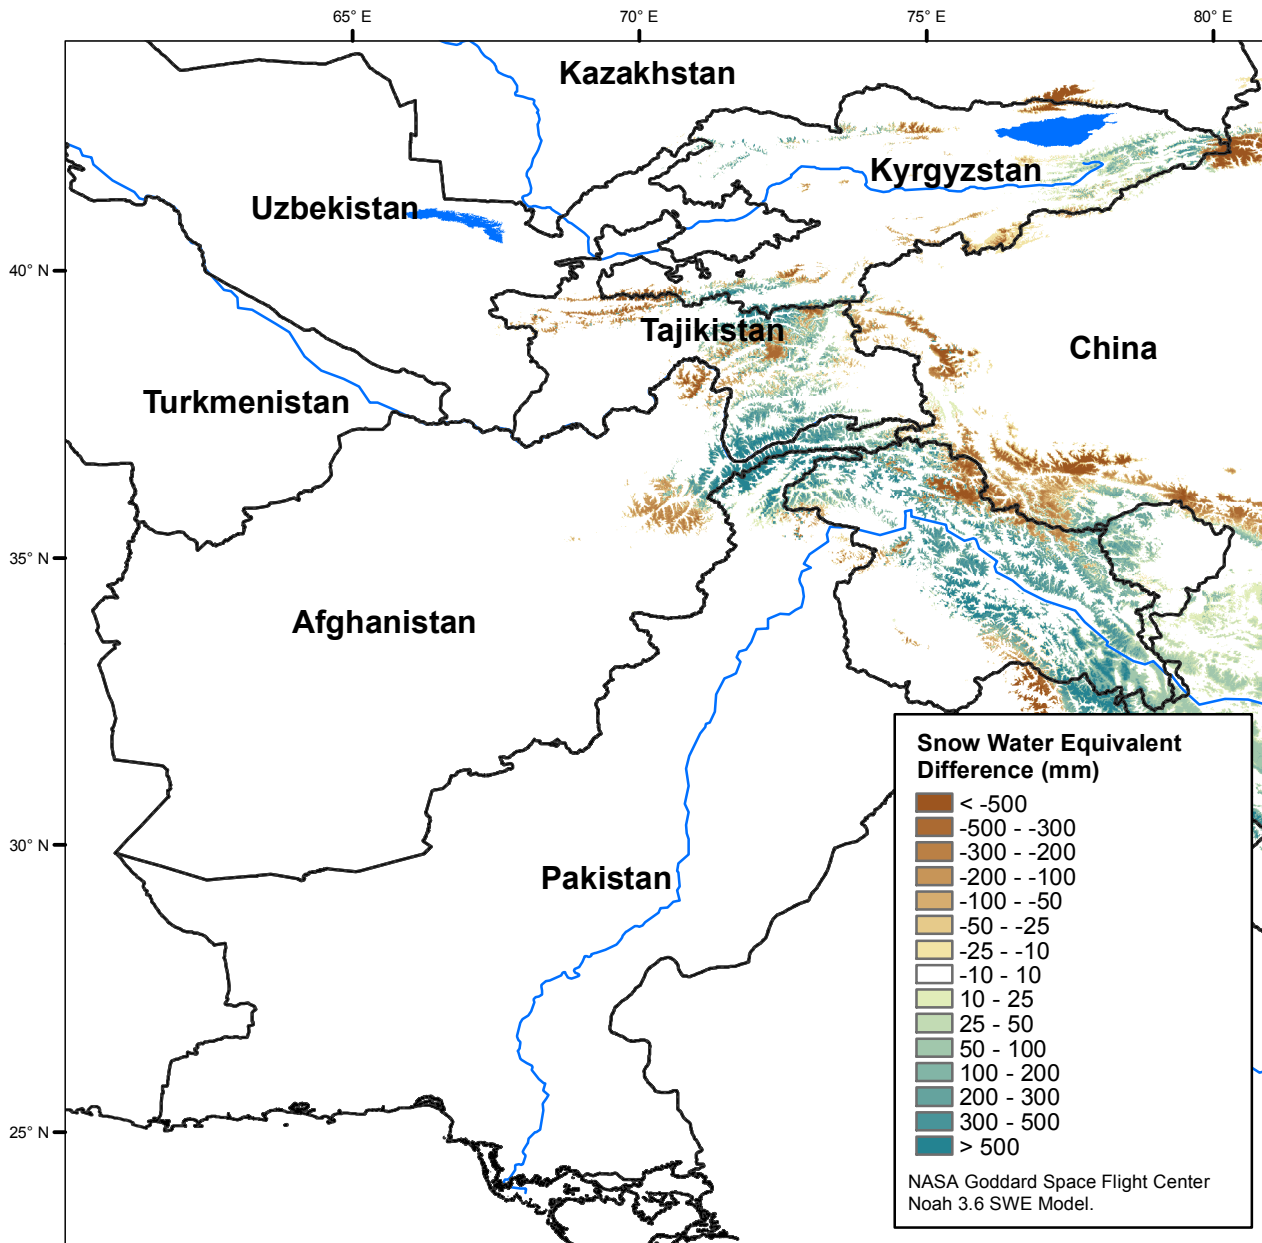 65° E
70° E
75° E
80° E
Kazakhstan
Kyrgyzstan
Uzbekistan
40° N
Tajikistan
China
Turkmenistan
35° N
Afghanistan
30° N
Pakistan
25° N
Snow Water Equivalent
Difference (mm)
< -500
-500 - -300
-300 - -200
-200 - -100
-100 - -50
-50 - -25
-25 - -10
-10 - 10
10 - 25
25 - 50
50 - 100
100 - 200
200 - 300
300 - 500
> 500
NASA Goddard Space Flight Center
Noah 3.6 SWE Model.